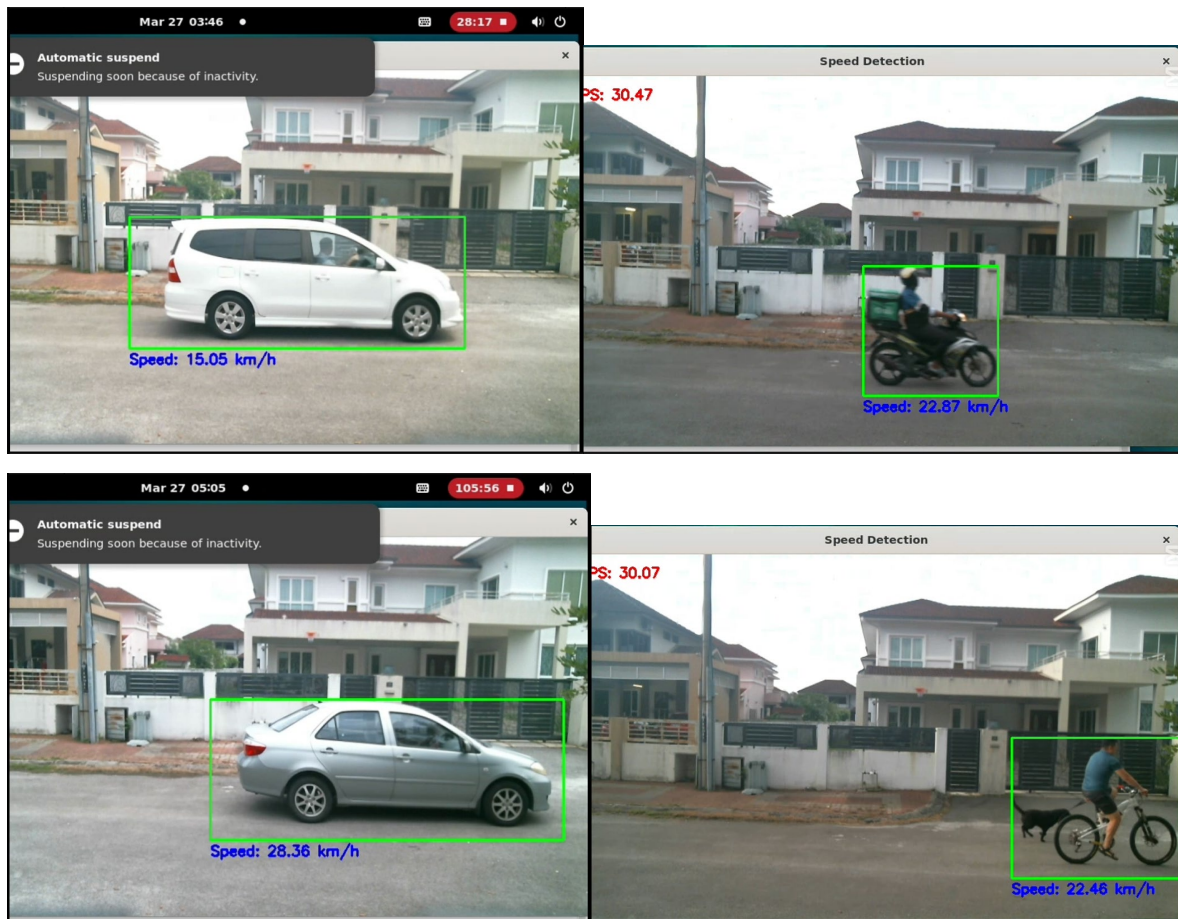 Mar 27 03:46
28:17
Automatic suspend
Suspending soon because of inactivity.
×
Speed: 15.05 km/h
Speed Detection
×
PS: 30.47
Speed: 22.87 km/h
Mar 27 05:05
105:56
Automatic suspend
Suspending soon because of inactivity.
×
Speed: 28.36 km/h
Speed Detection
×
PS: 30.07
Speed: 22.46 km/h